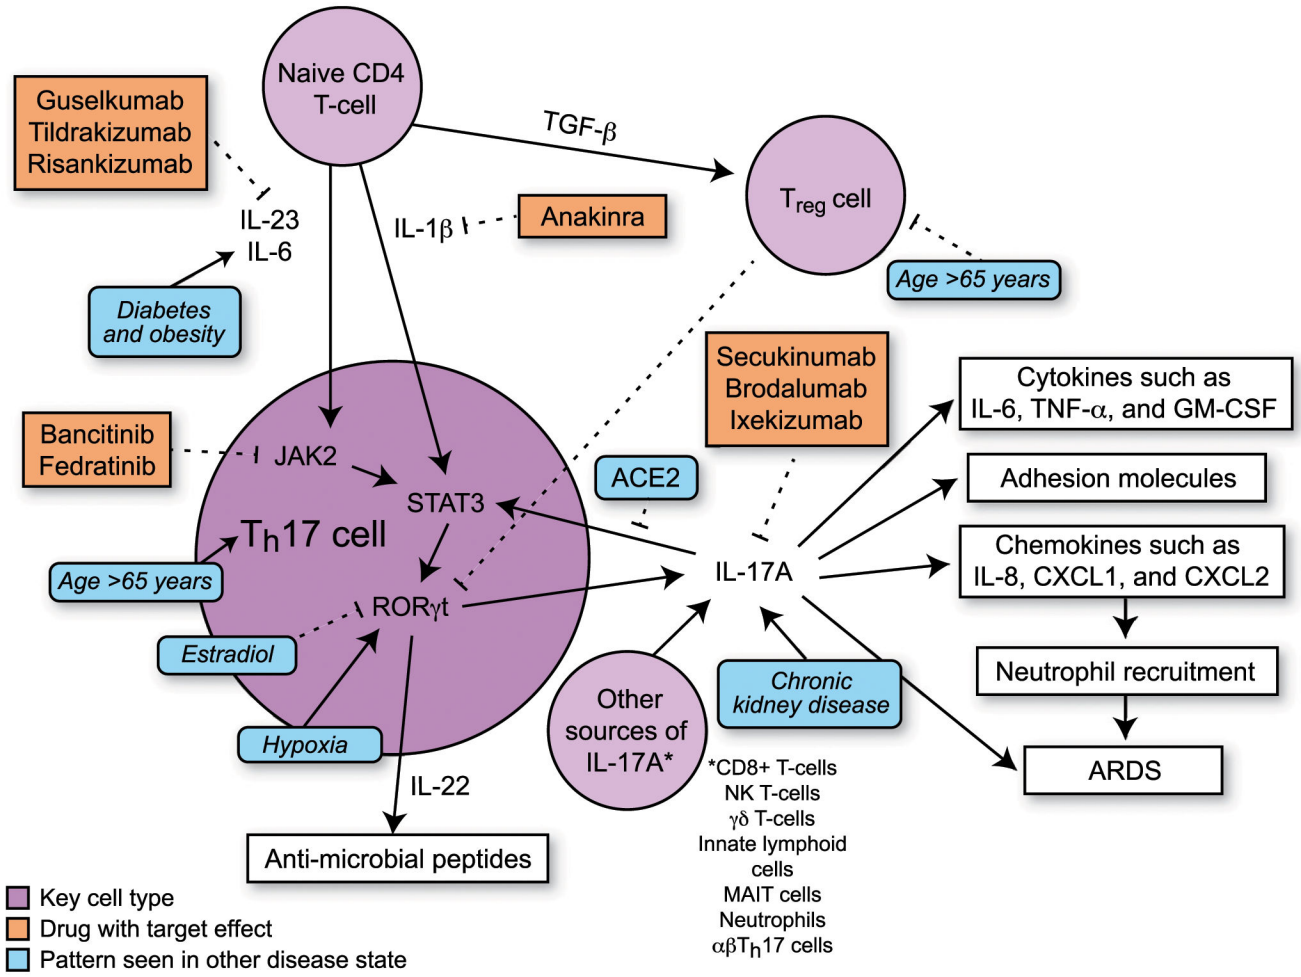 Naive CD4
T-cell
Guselkumab
Tildrakizumab
Risankizumab
TGF-β
T_reg cell
IL-23
IL-6
IL-1β
Anakinra
Age >65 years
Diabetes
and obesity
Secukinumab
Brodalumab
Ixekizumab
Cytokines such as
IL-6, TNF-α, and GM-CSF
Bancitinib
Fedratinib
JAK2
STAT3
ACE2
Adhesion molecules
T_h17 cell
Age >65 years
IL-17A
Chemokines such as
IL-8, CXCL1, and CXCL2
RORγt
Estradiol
Hypoxia
Other
sources of
IL-17A*
Chronic
kidney disease
Neutrophil recruitment
ARDS
*CD8+ T-cells
NK T-cells
γδ T-cells
Innate lymphoid
cells
MAIT cells
Neutrophils
αβT_h17 cells
IL-22
Anti-microbial peptides
Key cell type
Drug with target effect
Pattern seen in other disease state